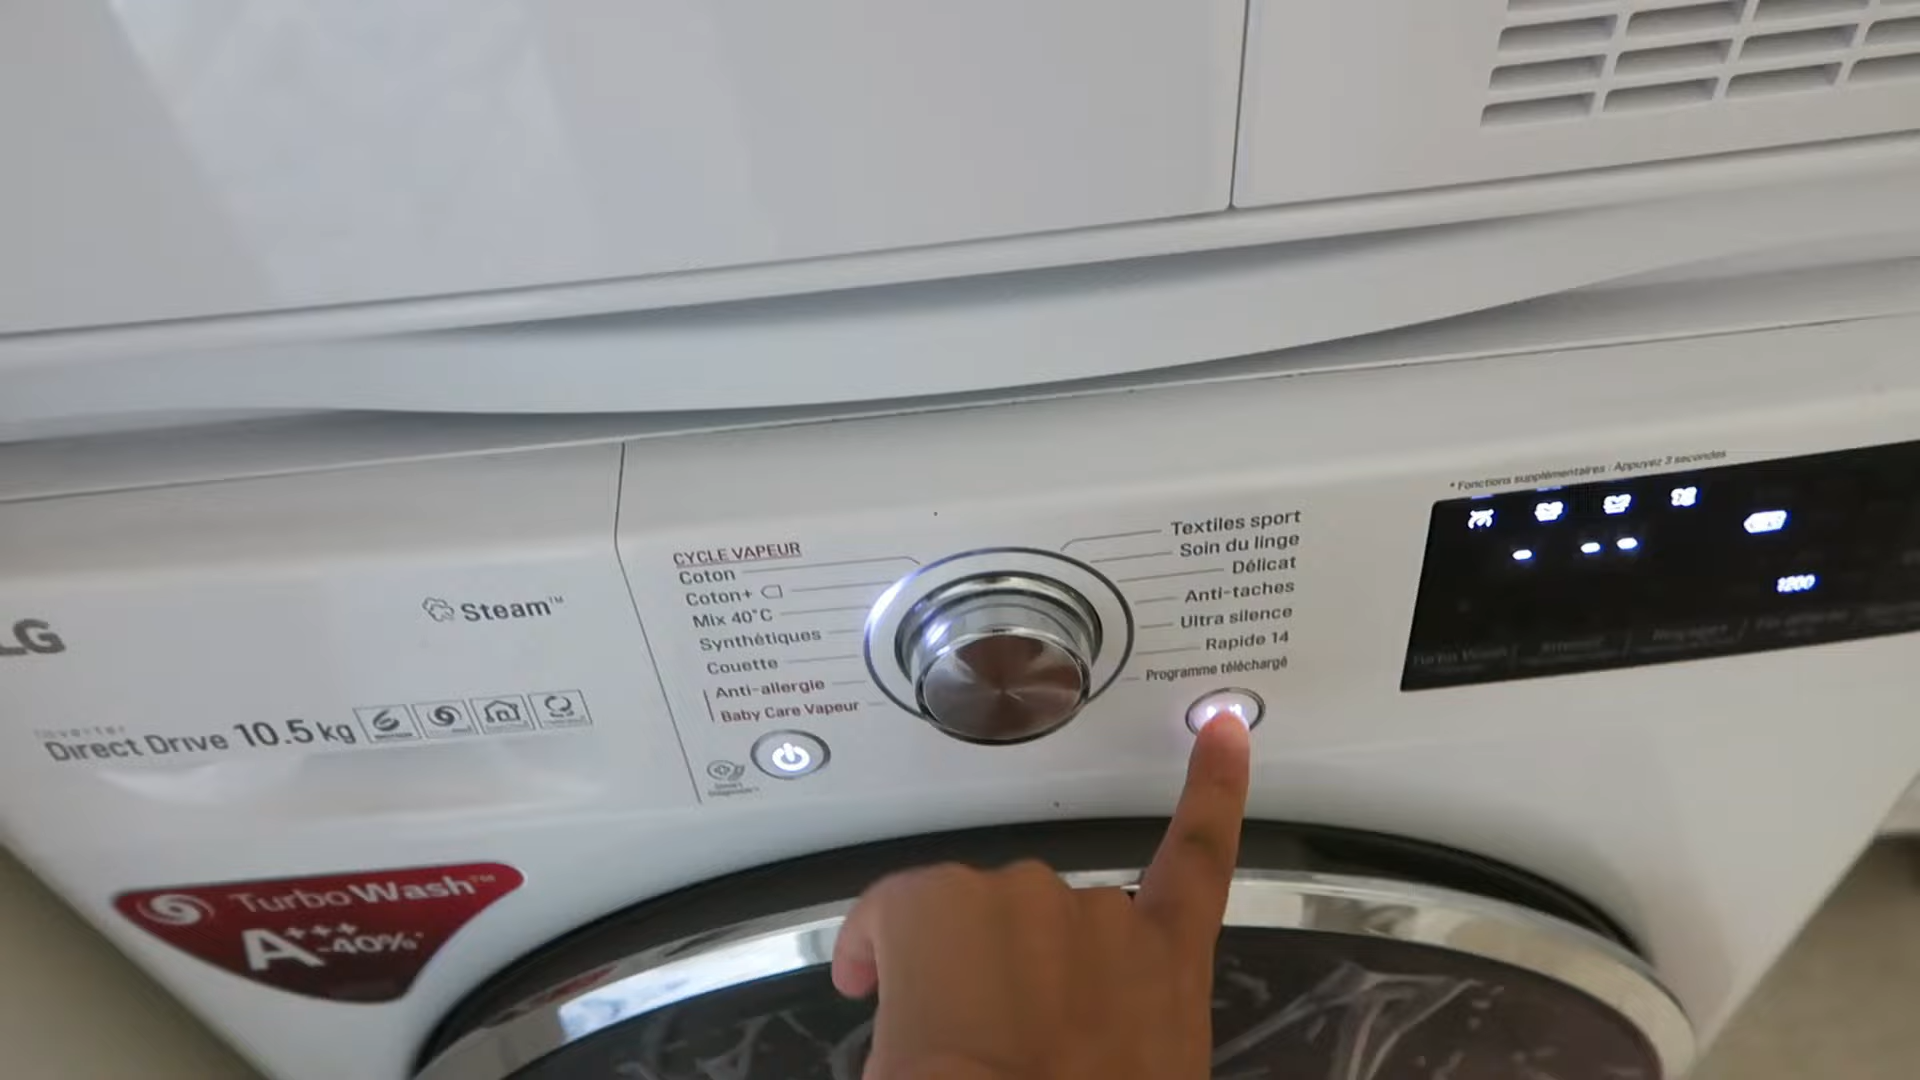 * Fonctions supplémentaires : Appuyez 3 secondes
Textiles sport
CYCLE VAPEUR
Soin du linge
Coton
Délicat
Coton+
Anti-taches
Mix 40°C
Ultra silence
Synthétiques
Rapide 14
Couette
Programme téléchargé
Anti-allergie
Baby Care Vapeur
1200
LG
Steam™
Inverter
Direct Drive 10.5 kg
TurboWash™
A+++ -40%*